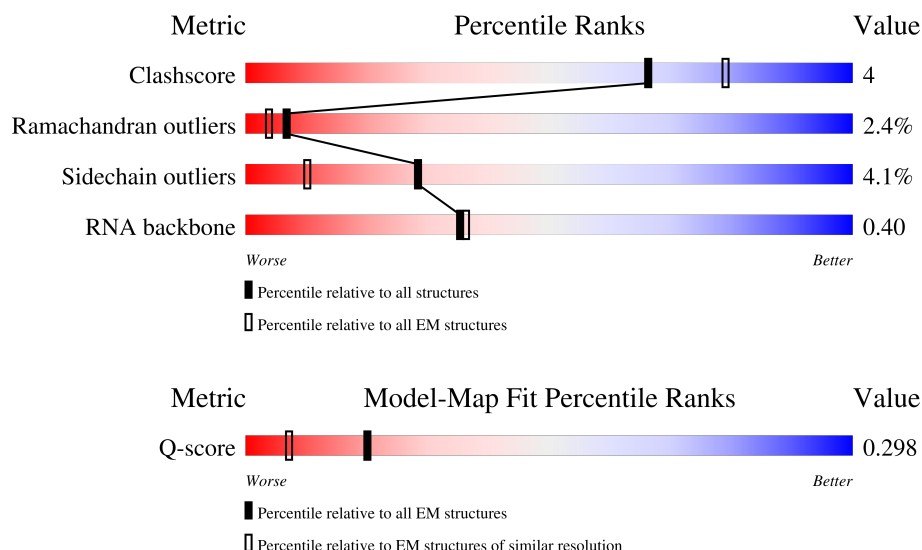 Metric Percentile Ranks Value
Clashscore 4
Ramachandran outliers 2.4%
Sidechain outliers 4.1%
RNA backbone 0.40
Worse Better
Percentile relative to all structures
Percentile relative to all EM structures
Metric Model-Map Fit Percentile Ranks Value
Q-score 0.298
Worse Better
Percentile relative to all EM structures
Percentile relative to EM structures of similar resolution